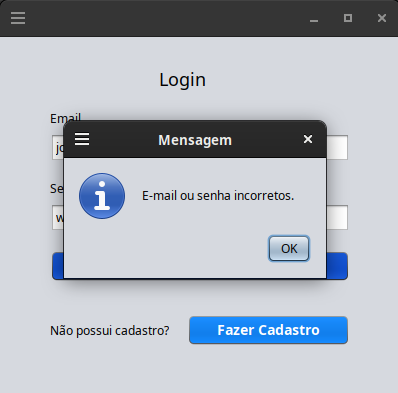 Login
Email
Mensagem
E-mail ou senha incorretos.
OK
Não possui cadastro?
Fazer Cadastro